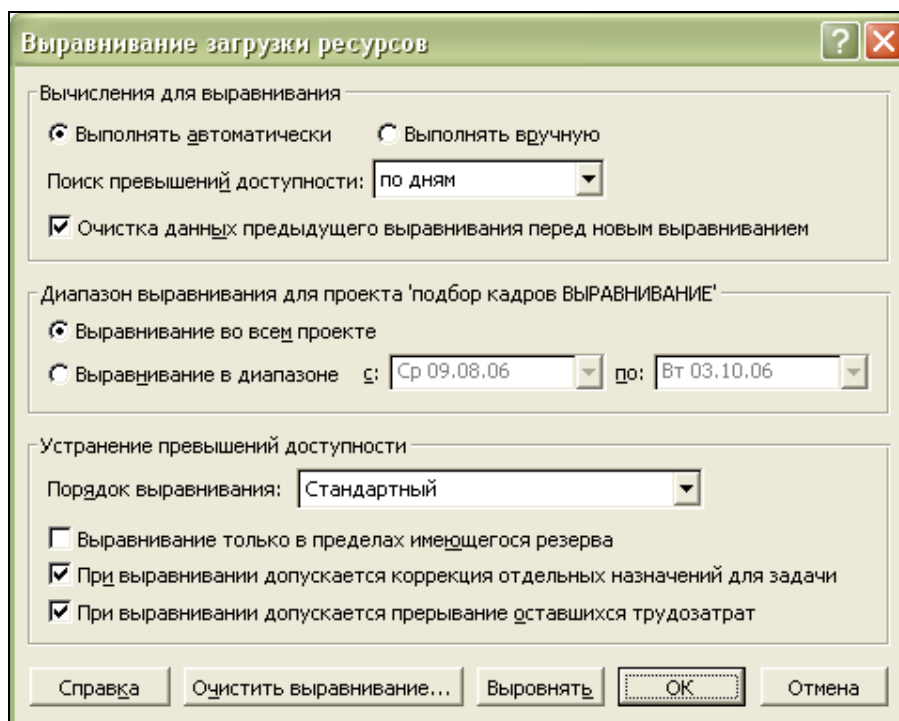 Выравнивание загрузки ресурсов
Вычисления для выравнивания
Выполнять автоматически Выполнять вручную
Поиск превышений доступности: по дням
Очистка данных предыдущего выравнивания перед новым выравниванием
Диапазон выравнивания для проекта 'подбор кадров ВЫРАВНИВАНИЕ'
Выравнивание во всем проекте
Выравнивание в диапазоне с: Ср 09.08.06 по: Вт 03.10.06
Устранение превышений доступности
Порядок выравнивания: Стандартный
Выравнивание только в пределах имеющегося резерва
При выравнивании допускается коррекция отдельных назначений для задачи
При выравнивании допускается прерывание оставшихся трудозатрат
Справка Очистить выравнивание... Выровнять ОК Отмена